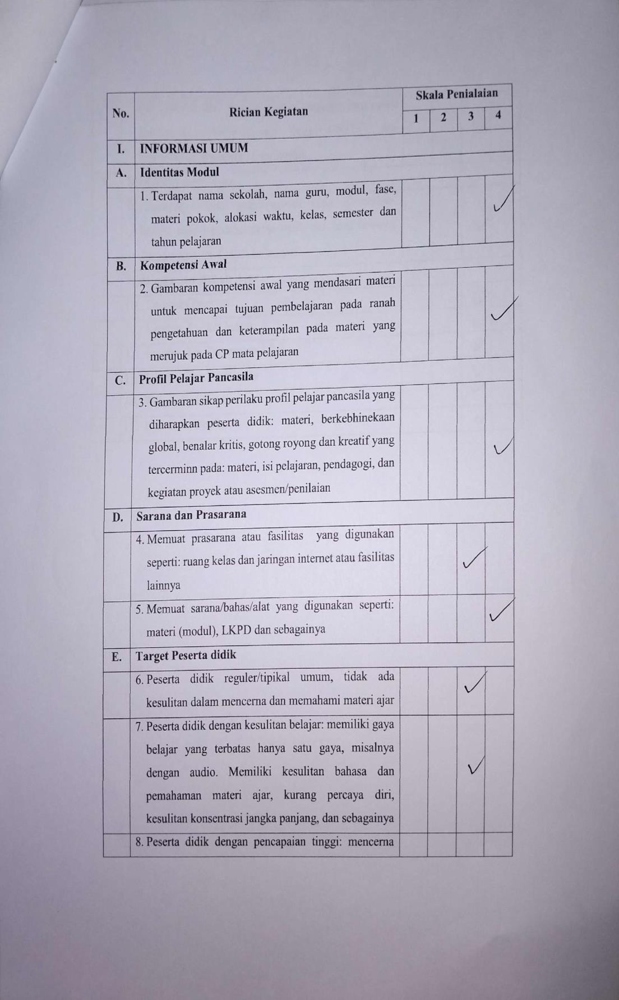 No. Rician Kegiatan Skala Penialaian
1 2 3 4
I. INFORMASI UMUM
A. Identitas Modul
1. Terdapat nama sekolah, nama guru, modul, fase,
materi pokok, alokasi waktu, kelas, semester dan
tahun pelajaran
B. Kompetensi Awal
2. Gambaran kompetensi awal yang mendasari materi
untuk mencapai tujuan pembelajaran pada ranah
pengetahuan dan keterampilan pada materi yang
merujuk pada CP mata pelajaran
C. Profil Pelajar Pancasila
3. Gambaran sikap perilaku profil pelajar pancasila yang
diharapkan peserta didik: materi, berkebhinekaan
global, benalar kritis, gotong royong dan kreatif yang
tercerminn pada: materi, isi pelajaran, pendagogi, dan
kegiatan proyek atau asesmen/penilaian
D. Sarana dan Prasarana
4. Memuat prasarana atau fasilitas yang digunakan
seperti: ruang kelas dan jaringan internet atau fasilitas
lainnya
5. Memuat sarana/bahas/alat yang digunakan seperti:
materi (modul), LKPD dan sebagainya
E. Target Peserta didik
6. Peserta didik reguler/tipikal umum, tidak ada
kesulitan dalam mencerna dan memahami materi ajar
7. Peserta didik dengan kesulitan belajar: memiliki gaya
belajar yang terbatas hanya satu gaya, misalnya
dengan audio. Memiliki kesulitan bahasa dan
pemahaman materi ajar, kurang percaya diri,
kesulitan konsentrasi jangka panjang, dan sebagainya
8. Peserta didik dengan pencapaian tinggi: mencerna